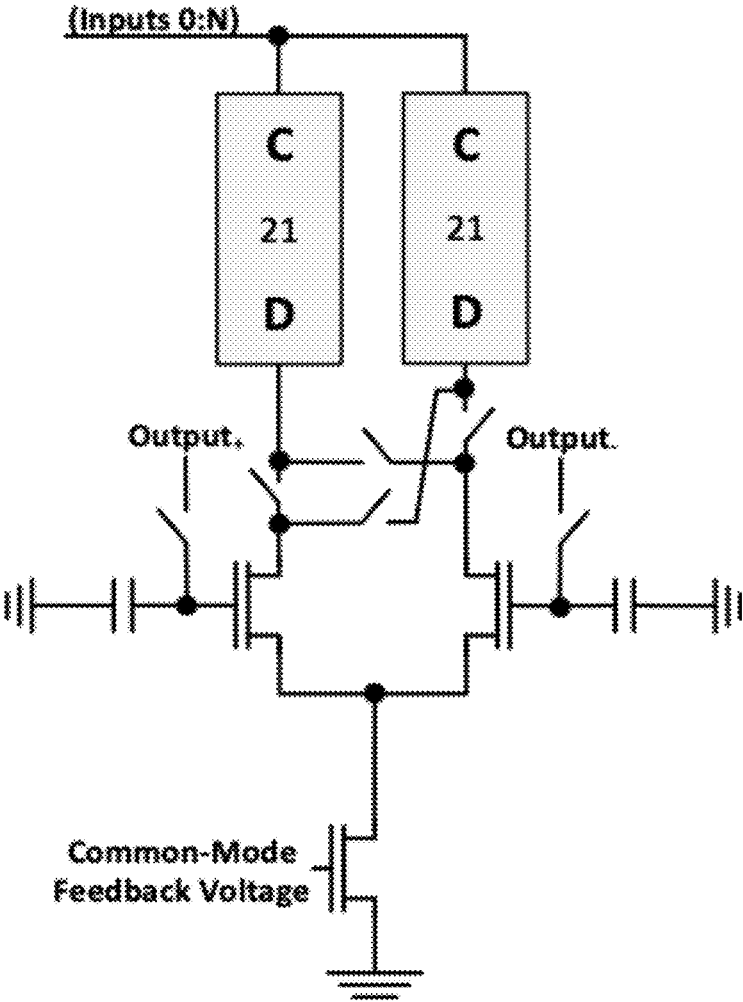 (Inputs 0:N)
C
21
D
C
21
D
Output+
Output-
Common-Mode
Feedback Voltage